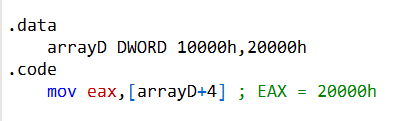 .data
arrayD DWORD 10000h,20000h
.code
mov eax,[arrayD+4] ; EAX = 20000h